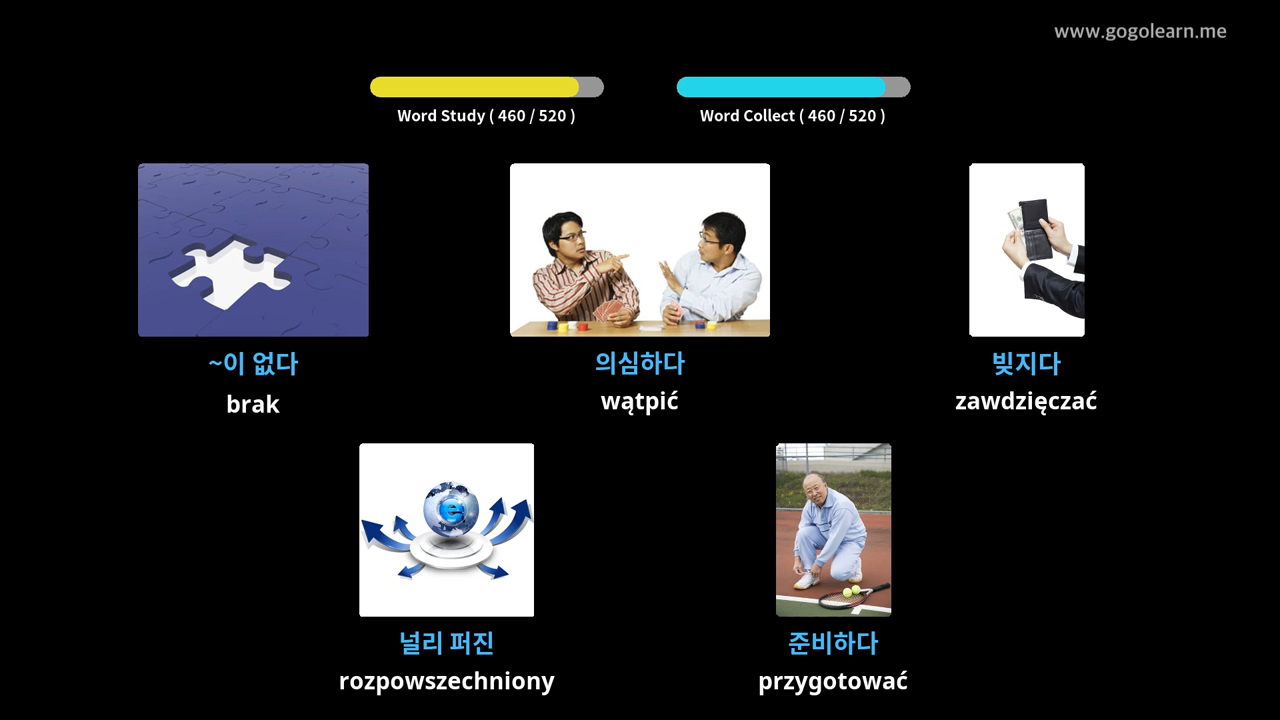 www.gogolearn.me
Word Study ( 460 / 520 )
Word Collect ( 460 / 520 )
~이 없다
brak
의심하다
wątpić
빚지다
zawdzięczać
e
널리 퍼진
rozpowszechniony
준비하다
przygotować